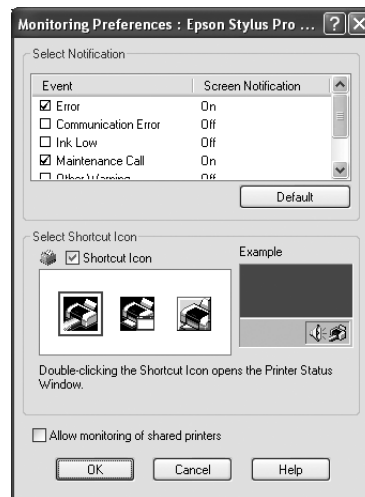 Monitoring Preferences : Epson Stylus Pro ...
Select Notification
Event Screen Notification
Error On
Communication Error Off
Ink Low Off
Maintenance Call On
Other Warning Off
Default
Select Shortcut Icon
Shortcut Icon
Example
Double-clicking the Shortcut Icon opens the Printer Status
Window.
Allow monitoring of shared printers
OK Cancel Help